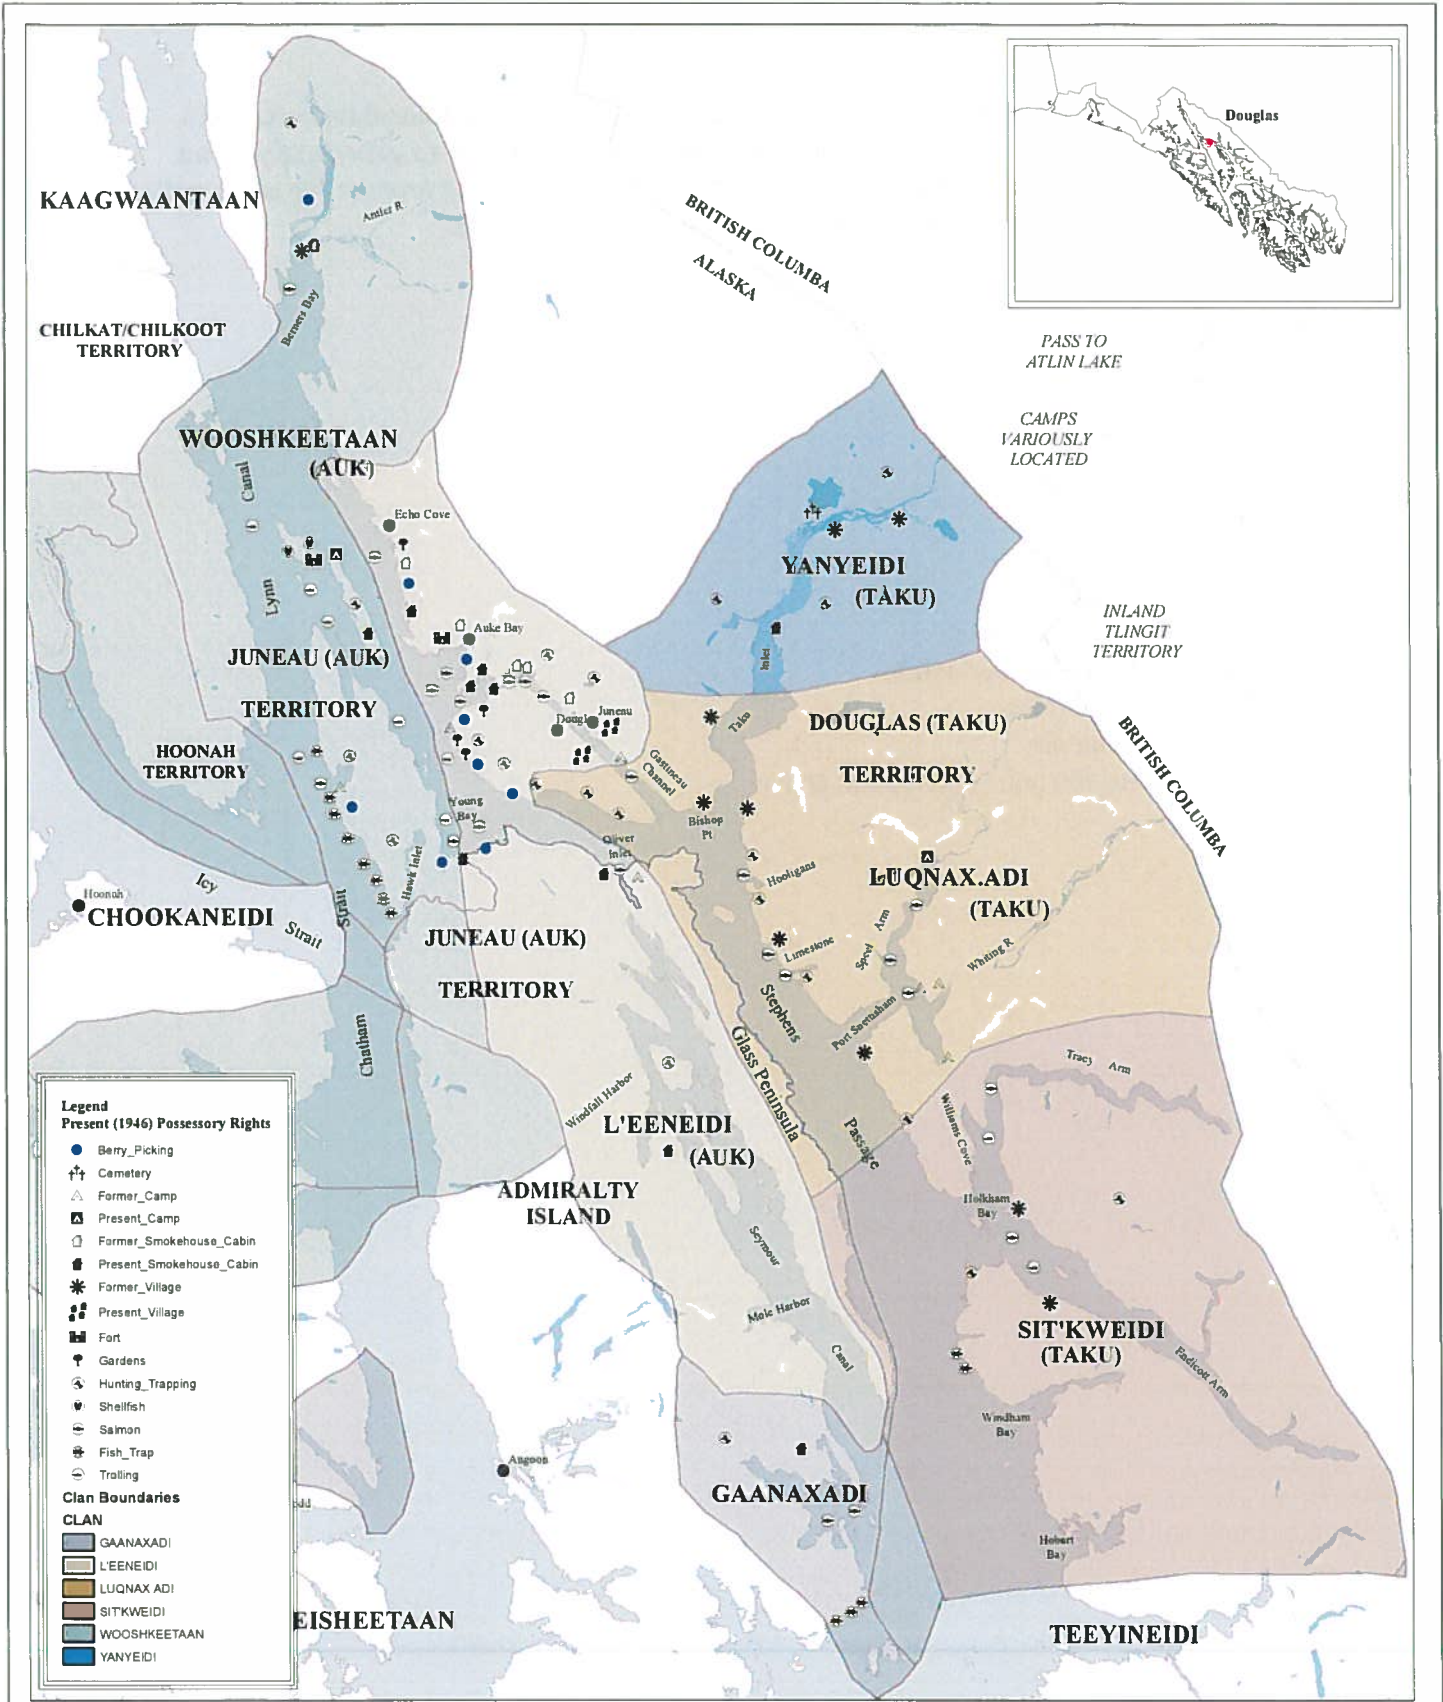 Douglas
KAAGWAANTAAN
Antler R
BRITISH COLUMBA
ALASKA
Berners Bay
CHILKAT/CHILKOOT
TERRITORY
PASS TO
ATLIN LAKE
CAMPS
VARIOUSLY
LOCATED
WOOSHKEETAAN
(AUK)
Canal
Echo Cove
YANYEIDI
(TAKU)
Lynn
INLAND
TLINGIT
TERRITORY
Auke Bay
JUNEAU (AUK)
TERRITORY
Inlet
Taku
Juneau
Dougl
DOUGLAS (TAKU)
TERRITORY
BRITISH COLUMBA
HOONAH
TERRITORY
Gastineau
Channel
Young
Bay
Bishop
Pt
Oliver
Inlet
Hawk Inlet
Hooligans
LUQNAX.ADI
(TAKU)
Icy
Strait
Hoonah
CHOOKANEIDI
Strait
JUNEAU (AUK)
TERRITORY
Limestone
Speel Arm
Whiting R
Stephens
Port Snettisham
Chatham
Glass Peninsula
Tracy Arm
Windfall Harbor
Williams Cove
L'EENEIDI
(AUK)
Passage
ADMIRALTY
ISLAND
Holkham
Bay
Seymour
Mole Harbor
Canal
SIT'KWEIDI
(TAKU)
Endicott Arm
Windham
Bay
Angoon
GAANAXADI
Hobart
Bay
EISHEETAAN
TEEYINEIDI
Legend
Present (1946) Possessory Rights
Berry_Picking
Cemetery
Former_Camp
Present_Camp
Former_Smokehouse_Cabin
Present_Smokehouse_Cabin
Former_Village
Present_Village
Fort
Gardens
Hunting_Trapping
Shellfish
Salmon
Fish_Trap
Trolling
Clan Boundaries
CLAN
GAANAXADI
L'EENEIDI
LUQNAX ADI
SIT'KWEIDI
WOOSHKEETAAN
YANYEIDI